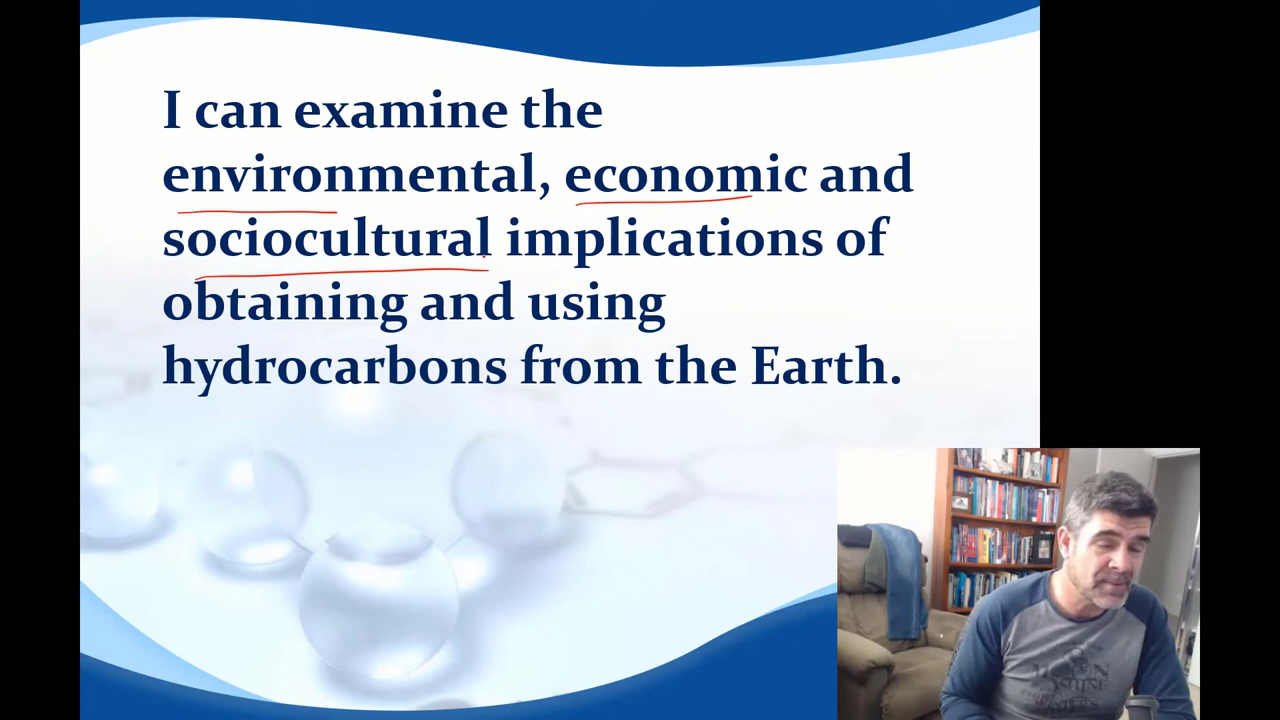 I can examine the
environmental, economic and
sociocultural implications of
obtaining and using
hydrocarbons from the Earth.